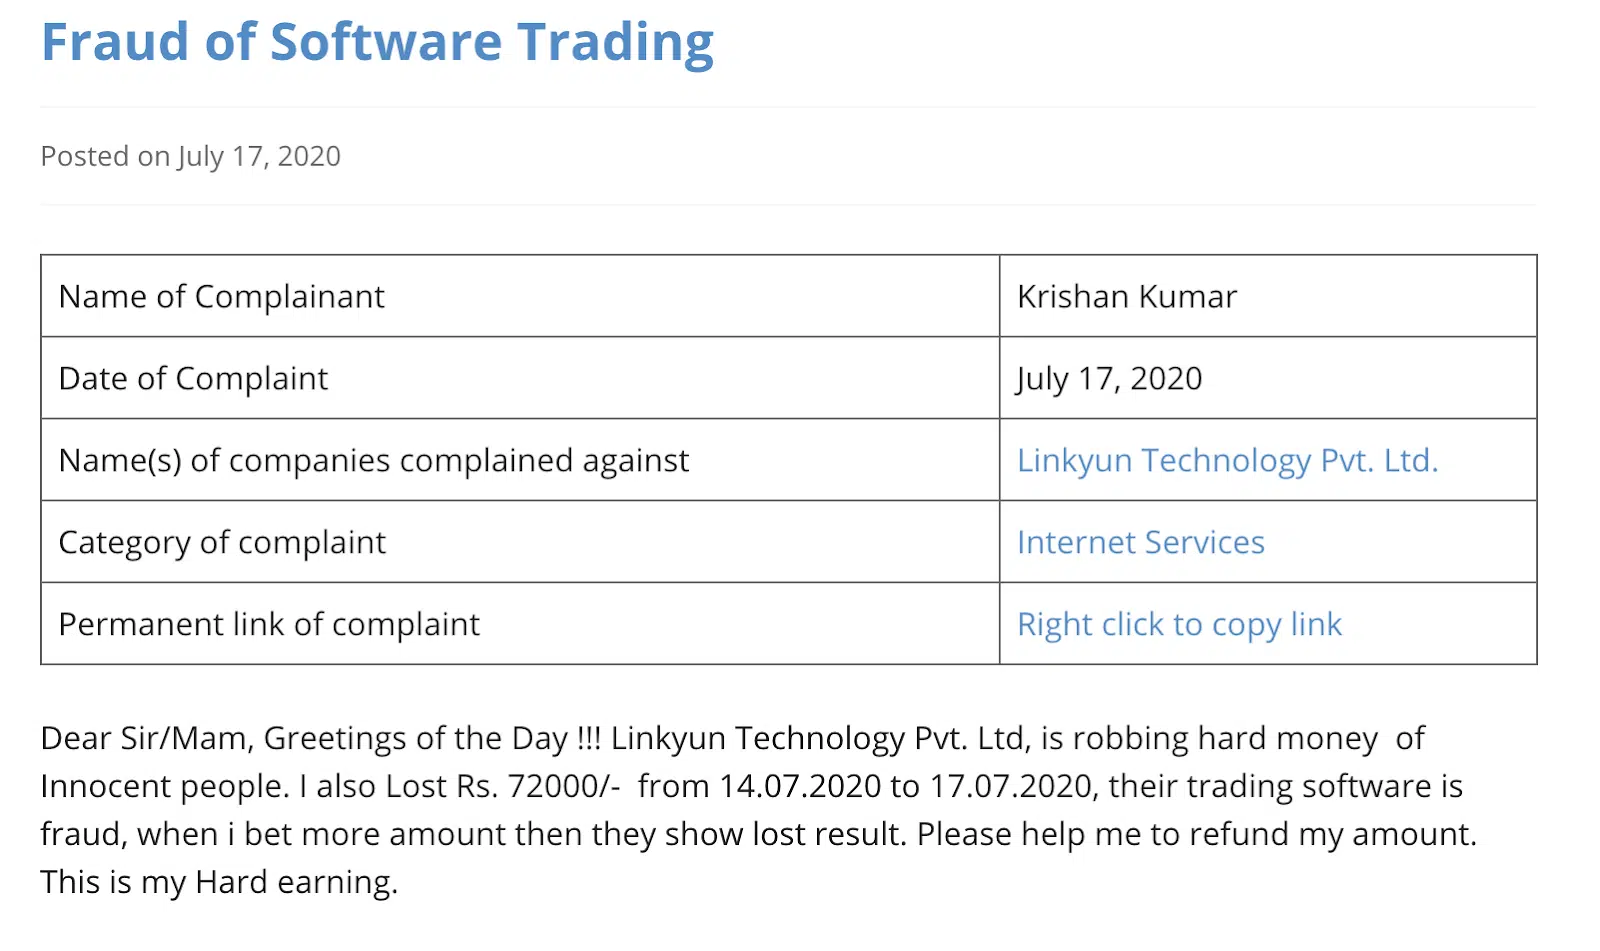 Fraud of Software Trading
Posted on July 17, 2020
Name of Complainant Krishan Kumar
Date of Complaint July 17, 2020
Name(s) of companies complained against Linkyun Technology Pvt. Ltd.
Category of complaint Internet Services
Permanent link of complaint Right click to copy link
Dear Sir/Mam, Greetings of the Day !!! Linkyun Technology Pvt. Ltd, is robbing hard money  of
Innocent people. I also Lost Rs. 72000/-  from 14.07.2020 to 17.07.2020, their trading software is
fraud, when i bet more amount then they show lost result. Please help me to refund my amount.
This is my Hard earning.